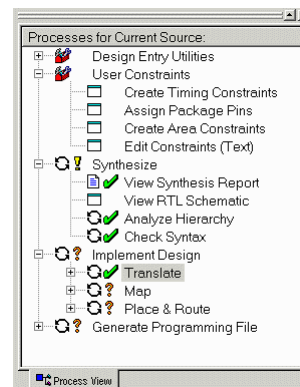 Processes for Current Source:
Design Entry Utilities
User Constraints
Create Timing Constraints
Assign Package Pins
Create Area Constraints
Edit Constraints (Text)
Synthesize
View Synthesis Report
View RTL Schematic
Analyze Hierarchy
Check Syntax
Implement Design
Translate
Map
Place & Route
Generate Programming File
Process View